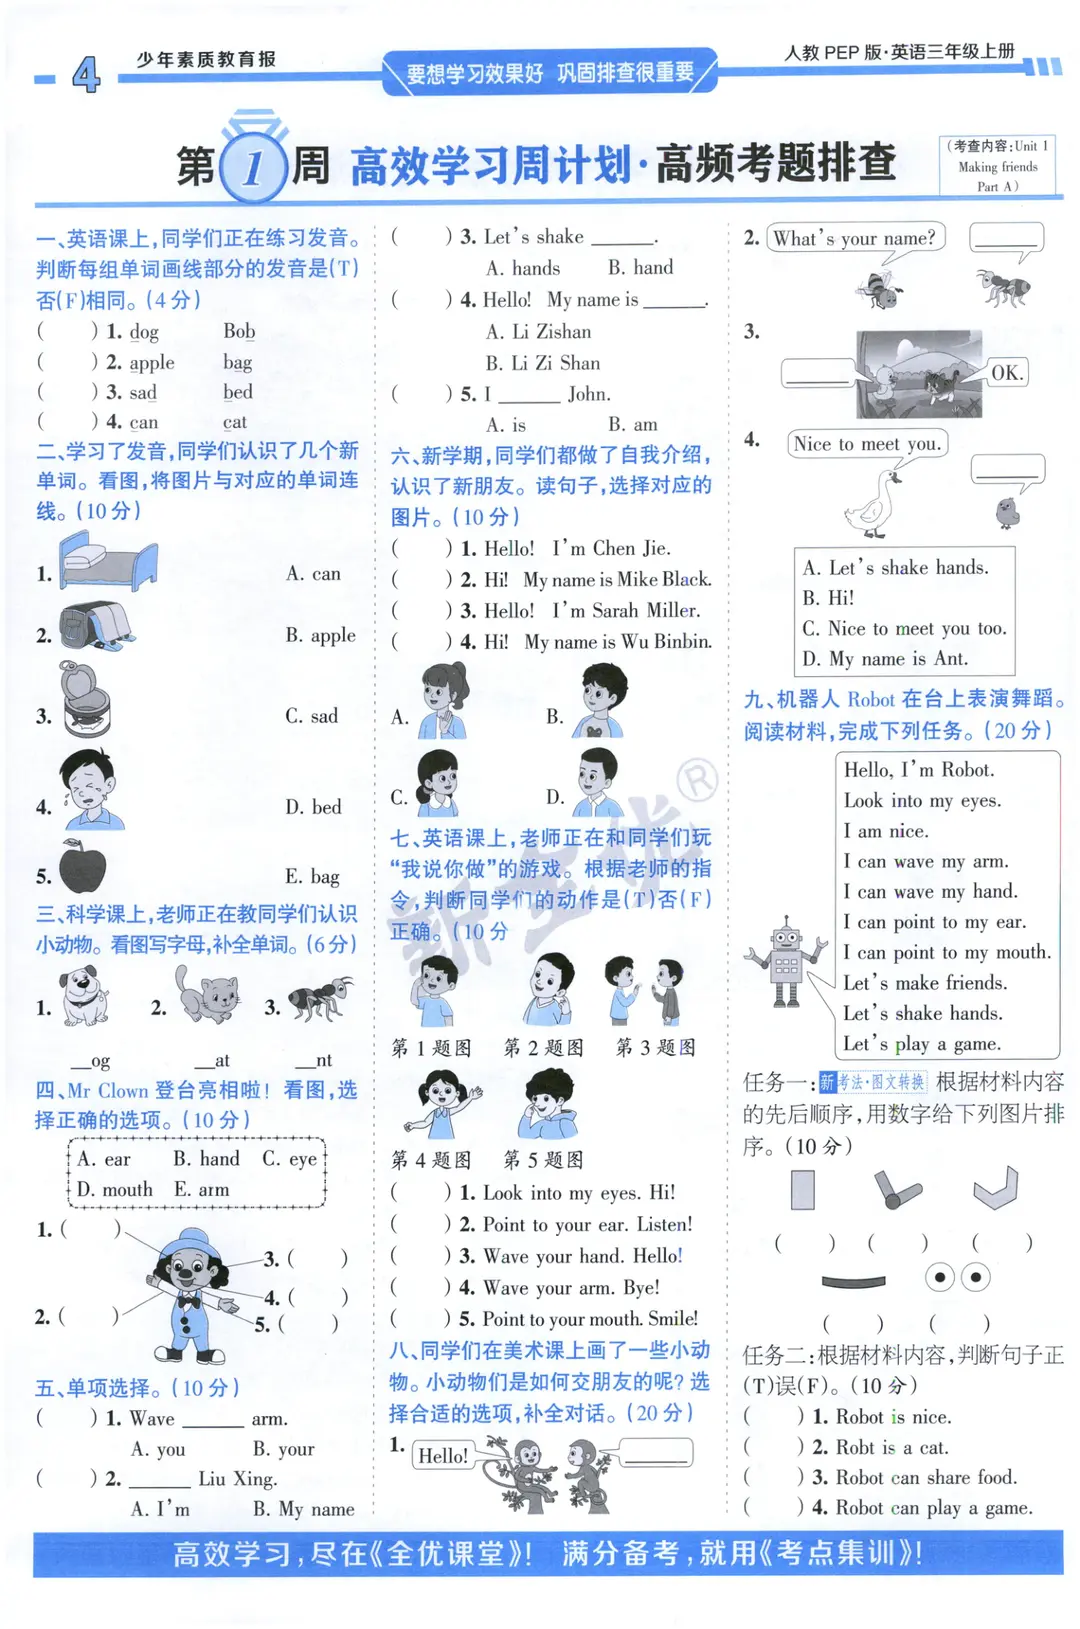 4
少年素质教育报
要想学习效果好 巩固排查很重要
人教 PEP 版·英语三年级上册
第1周 高效学习周计划·高频考题排查
(考查内容:Unit 1
Making friends
Part A)
一、英语课上,同学们正在练习发音。
判断每组单词画线部分的发音是(T)
否(F)相同。(4 分)
( ) 1. dog Bob
( ) 2. apple bag
( ) 3. sad bed
( ) 4. can cat
二、学习了发音,同学们认识了几个新
单词。看图,将图片与对应的单词连
线。(10 分)
1. A. can
2. B. apple
3. C. sad
4. D. bed
5. E. bag
三、科学课上,老师正在教同学们认识
小动物。看图写字母,补全单词。(6 分)
1. 2. 3.
__og __at __nt
四、Mr Clown 登台亮相啦! 看图,选
择正确的选项。(10 分)
A. ear B. hand C. eye
D. mouth E. arm
1. ( )
3. ( )
4. ( )
2. ( )
5. ( )
五、单项选择。(10 分)
( ) 1. Wave ______ arm.
A. you B. your
( ) 2. ______ Liu Xing.
A. I'm B. My name
( ) 3. Let's shake ______.
A. hands B. hand
( ) 4. Hello! My name is ______.
A. Li Zishan
B. Li Zi Shan
( ) 5. I ______ John.
A. is B. am
六、新学期,同学们都做了自我介绍,
认识了新朋友。读句子,选择对应的
图片。(10 分)
( ) 1. Hello! I'm Chen Jie.
( ) 2. Hi! My name is Mike Black.
( ) 3. Hello! I'm Sarah Miller.
( ) 4. Hi! My name is Wu Binbin.
A. B.
C. D.
新全优®
七、英语课上,老师正在和同学们玩
“我说你做”的游戏。根据老师的指
令,判断同学们的动作是(T)否(F)
正确。(10 分
第 1 题图 第 2 题图 第 3 题图
第 4 题图 第 5 题图
( ) 1. Look into my eyes. Hi!
( ) 2. Point to your ear. Listen!
( ) 3. Wave your hand. Hello!
( ) 4. Wave your arm. Bye!
( ) 5. Point to your mouth. Smile!
八、同学们在美术课上画了一些小动
物。小动物们是如何交朋友的呢? 选
择合适的选项,补全对话。(20 分)
1. Hello! ______
2. What's your name? ______
3.
______ OK.
4. Nice to meet you.
______
A. Let's shake hands.
B. Hi!
C. Nice to meet you too.
D. My name is Ant.
九、机器人 Robot 在台上表演舞蹈。
阅读材料,完成下列任务。(20 分)
Hello, I'm Robot.
Look into my eyes.
I am nice.
I can wave my arm.
I can wave my hand.
I can point to my ear.
I can point to my mouth.
Let's make friends.
Let's shake hands.
Let's play a game.
任务一:新考法·图文转换 根据材料内容
的先后顺序,用数字给下列图片排
序。(10 分)
( ) ( ) ( )
( ) ( )
任务二:根据材料内容,判断句子正
(T)误(F)。(10 分)
( ) 1. Robot is nice.
( ) 2. Robt is a cat.
( ) 3. Robot can share food.
( ) 4. Robot can play a game.
高效学习,尽在《全优课堂》! 满分备考,就用《考点集训》!